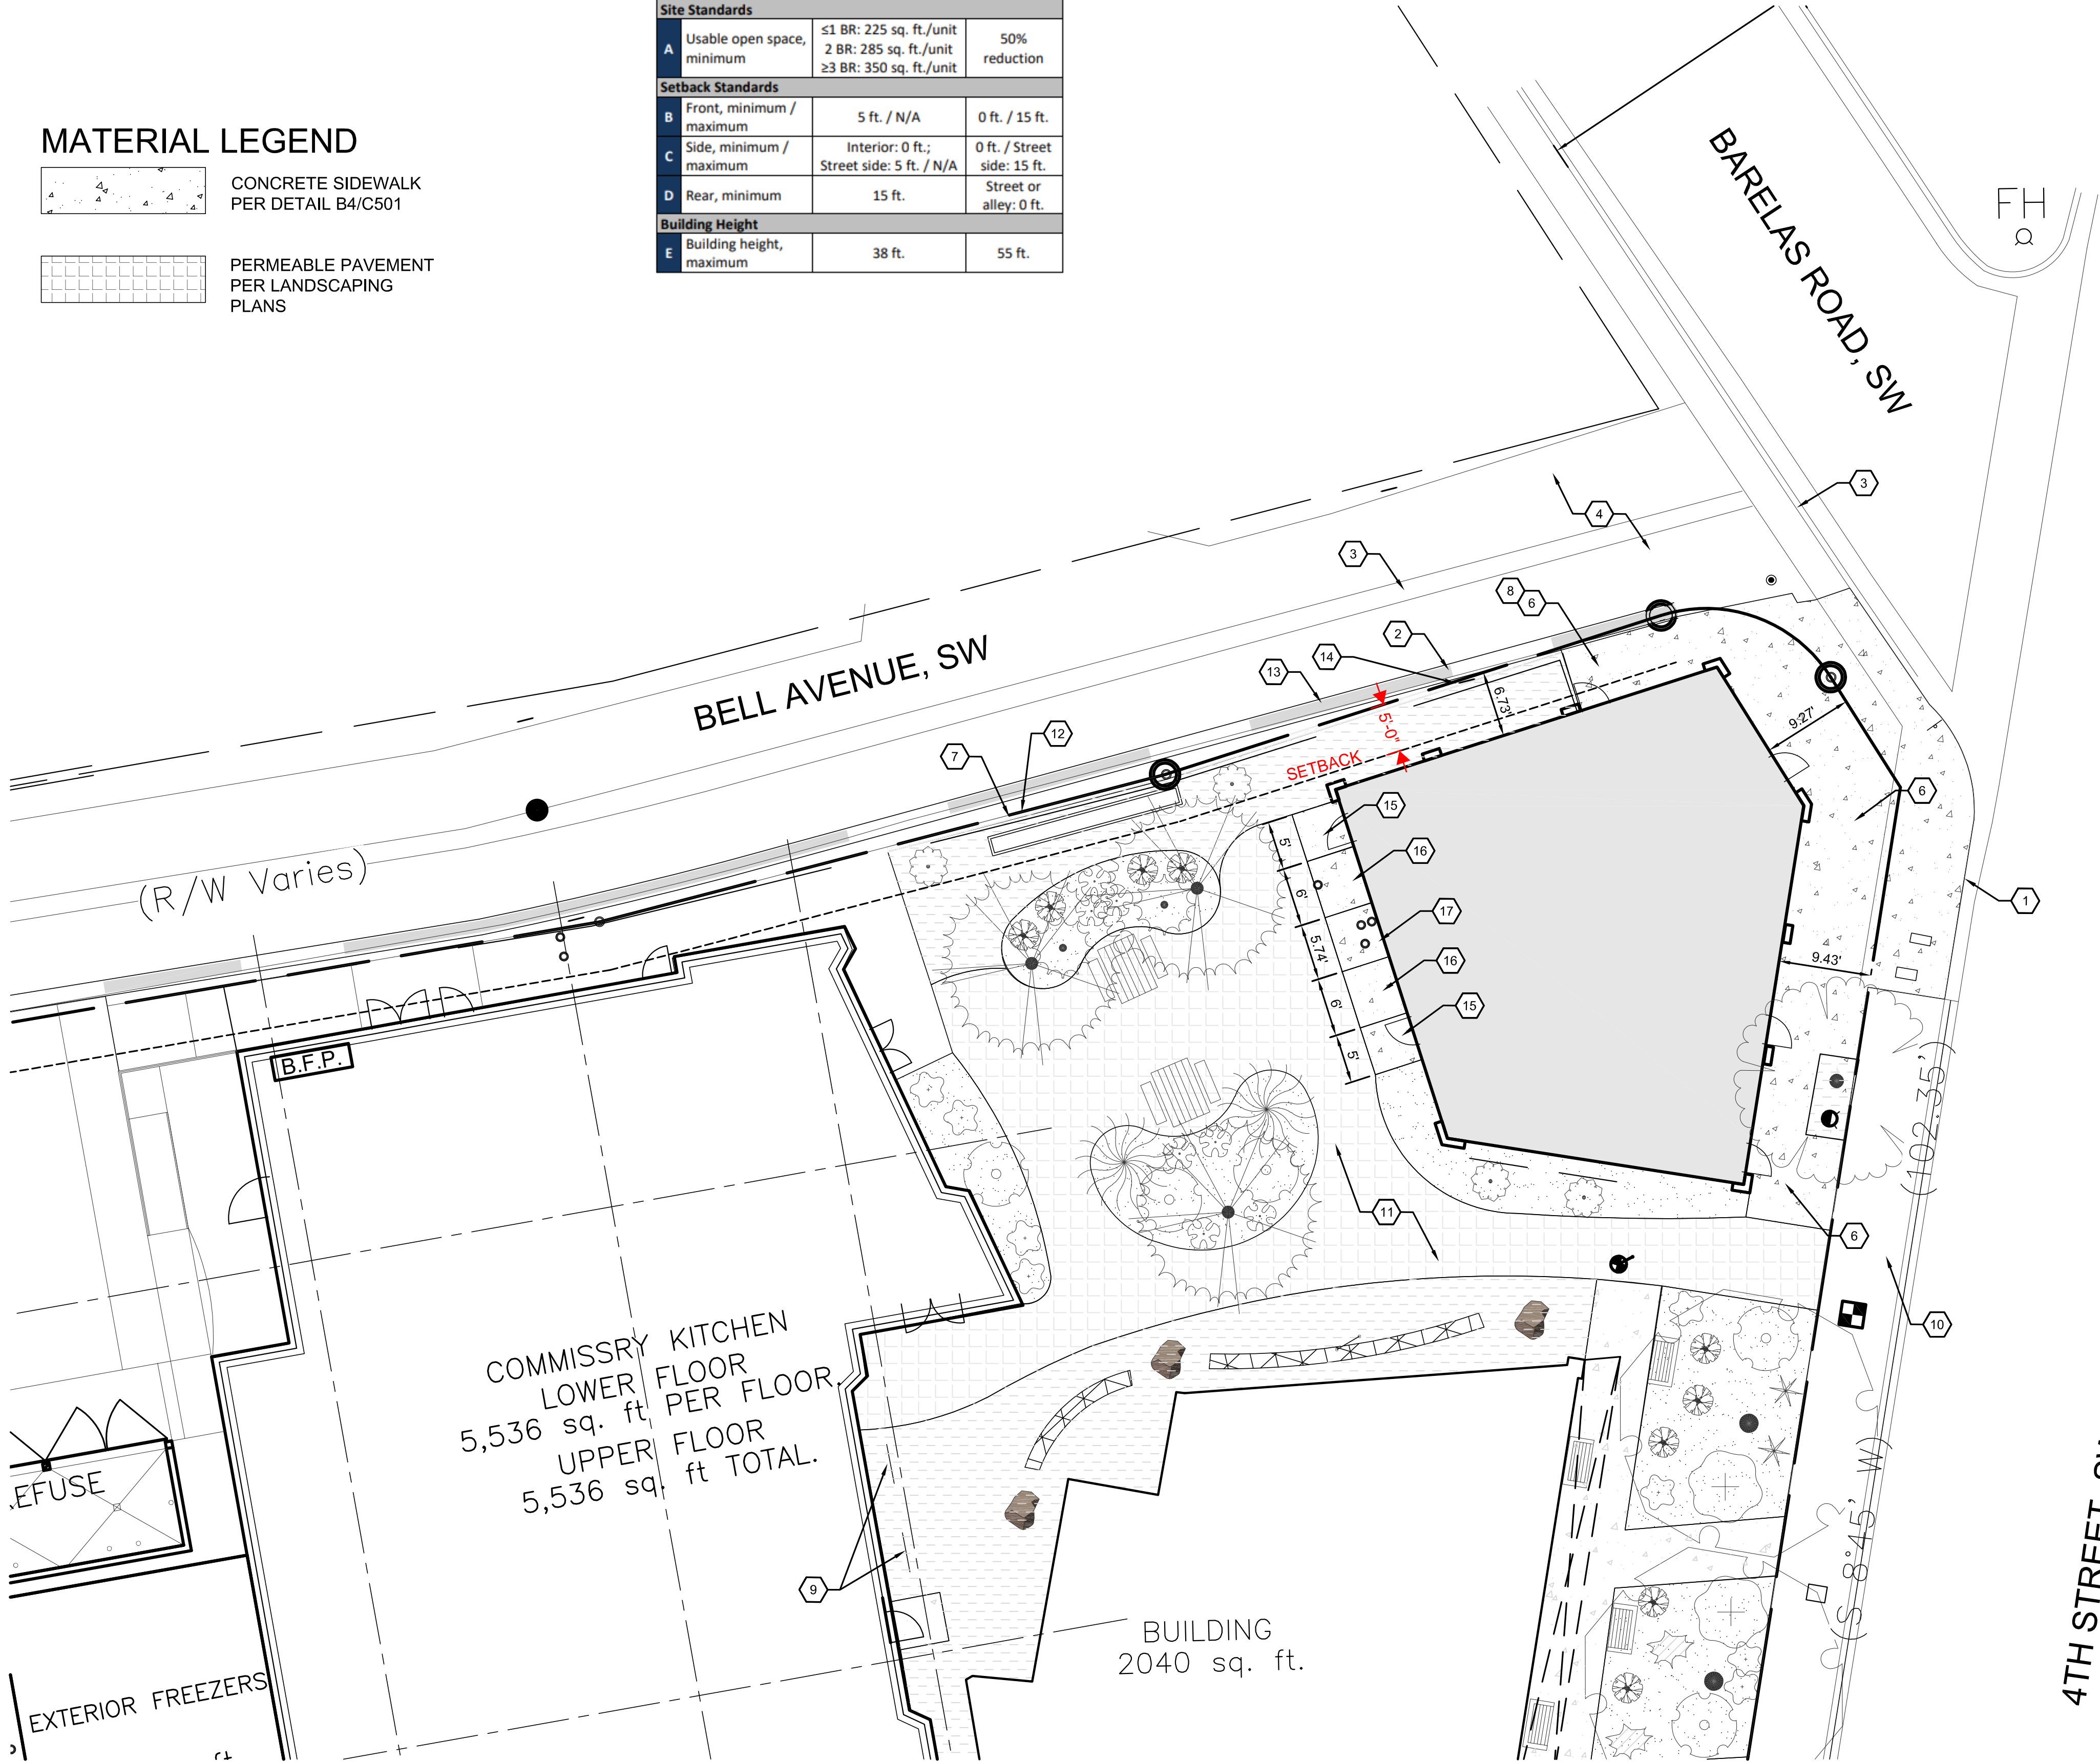 Site Standards
A Usable open space, minimum ≤1 BR: 225 sq. ft./unit 2 BR: 285 sq. ft./unit ≥3 BR: 350 sq. ft./unit 50% reduction
Setback Standards
B Front, minimum / maximum 5 ft. / N/A 0 ft. / 15 ft.
C Side, minimum / maximum Interior: 0 ft.; Street side: 5 ft. / N/A 0 ft. / Street side: 15 ft.
D Rear, minimum 15 ft. Street or alley: 0 ft.
Building Height
E Building height, maximum 38 ft. 55 ft.
MATERIAL LEGEND
CONCRETE SIDEWALK
PER DETAIL B4/C501
PERMEABLE PAVEMENT
PER LANDSCAPING
PLANS
BARELAS ROAD, SW
FH
3
4
3
8
6
2
14
13
6.73'
9.27'
5'-0"
SETBACK
BELL AVENUE, SW
7
12
(R/W Varies)
15
16
17
16
15
5'
6'
5.74'
6'
5'
6
1
9.43'
B.F.P.
(102.35')
11
6
10
COMMISSRY KITCHEN
LOWER FLOOR
5,536 sq. ft PER FLOOR.
UPPER FLOOR
5,536 sq. ft TOTAL.
EFUSE
9
(S 8°45' W)
BUILDING
2040 sq. ft.
EXTERIOR FREEZERS
ft
4TH STREET, SW